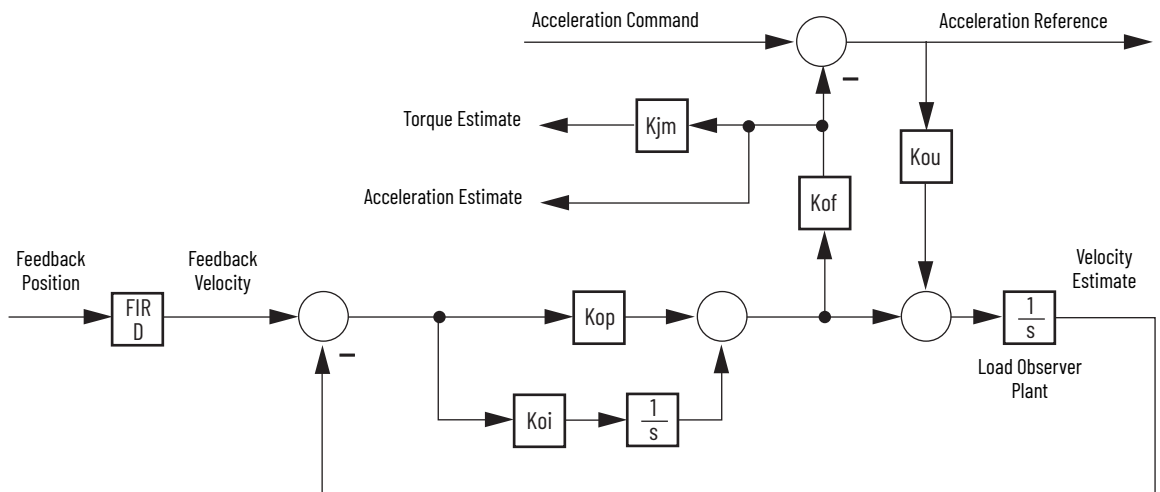 Acceleration Command
Acceleration Reference
–
Torque Estimate
Kjm
Kou
Acceleration Estimate
Kof
Feedback
Position
Feedback
Velocity
Velocity
Estimate
FIR
D
Kop
1
s
–
Load Observer
Plant
Koi
1
s